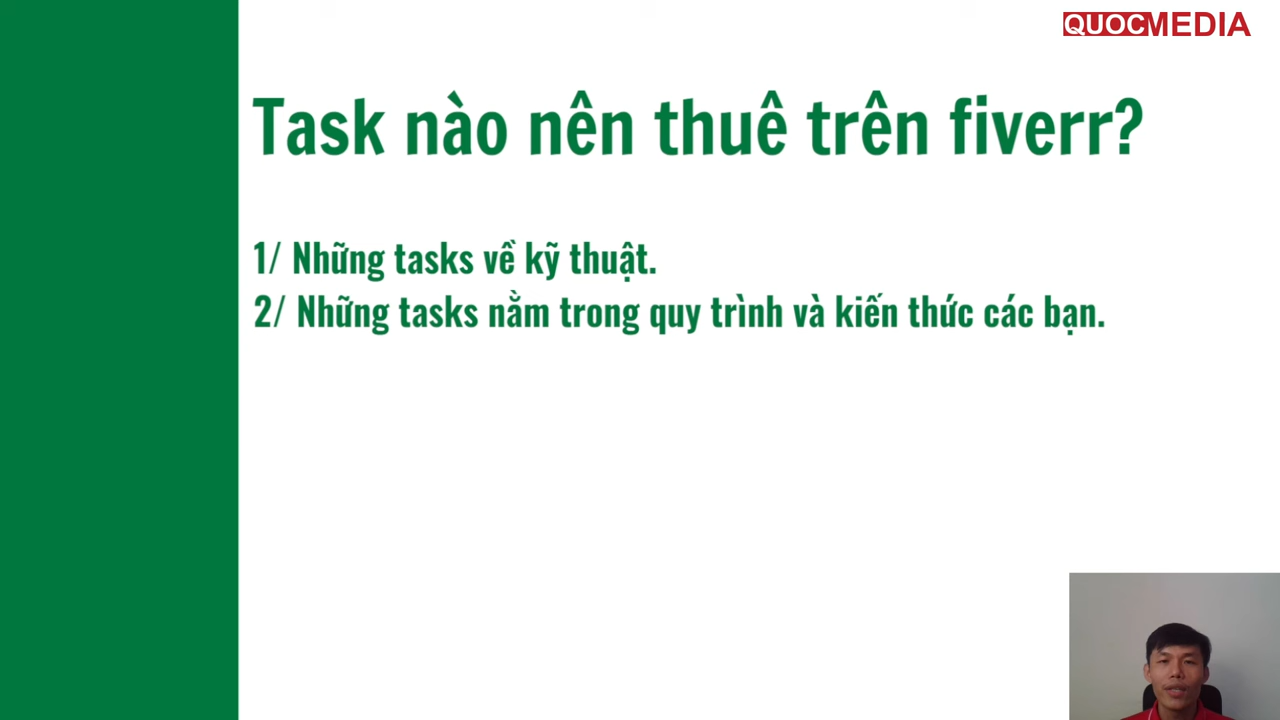 QUOCMEDIA
Task nào nên thuê trên fiverr?
1/ Những tasks về kỹ thuật.
2/ Những tasks nằm trong quy trình và kiến thức các bạn.